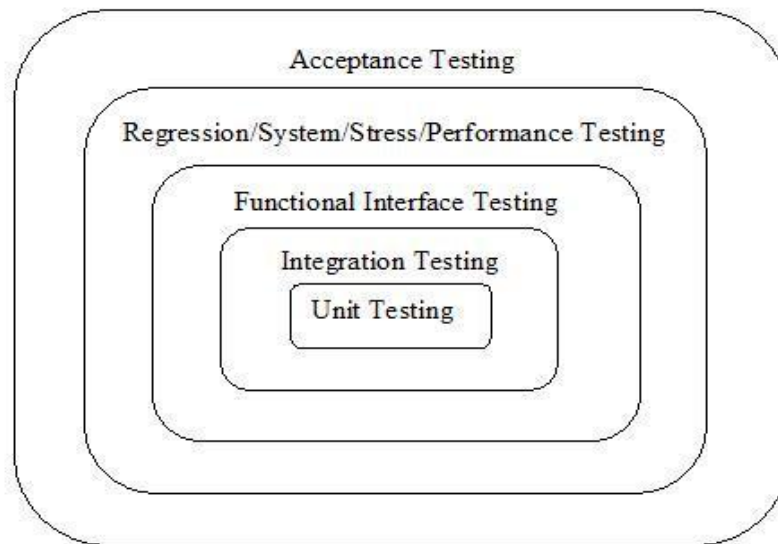 Acceptance Testing
Regression/System/Stress/Performance Testing
Functional Interface Testing
Integration Testing
Unit Testing